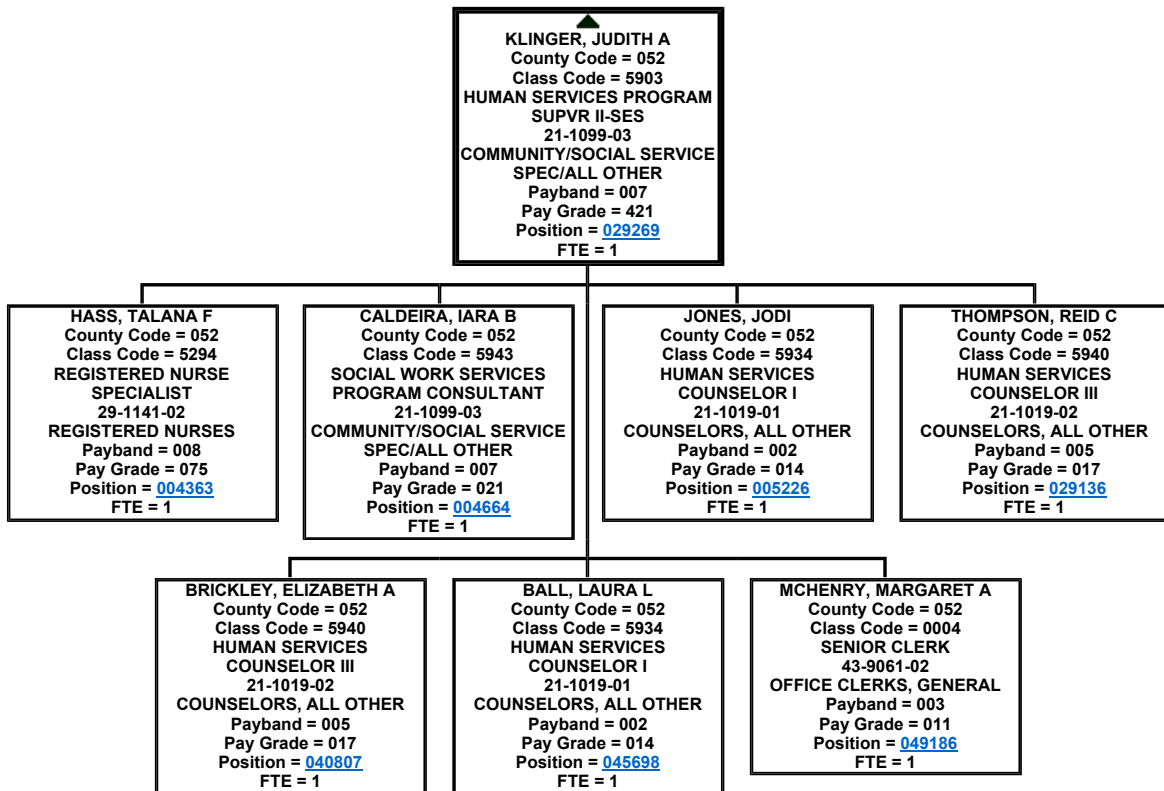 KLINGER, JUDITH A
County Code = 052
Class Code = 5903
HUMAN SERVICES PROGRAM
SUPVR II-SES
21-1099-03
COMMUNITY/SOCIAL SERVICE
SPEC/ALL OTHER
Payband = 007
Pay Grade = 421
Position = 029269
FTE = 1
HASS, TALANA F
County Code = 052
Class Code = 5294
REGISTERED NURSE
SPECIALIST
29-1141-02
REGISTERED NURSES
Payband = 008
Pay Grade = 075
Position = 004363
FTE = 1
CALDEIRA, IARA B
County Code = 052
Class Code = 5943
SOCIAL WORK SERVICES
PROGRAM CONSULTANT
21-1099-03
COMMUNITY/SOCIAL SERVICE
SPEC/ALL OTHER
Payband = 007
Pay Grade = 021
Position = 004664
FTE = 1
JONES, JODI
County Code = 052
Class Code = 5934
HUMAN SERVICES
COUNSELOR I
21-1019-01
COUNSELORS, ALL OTHER
Payband = 002
Pay Grade = 014
Position = 005226
FTE = 1
THOMPSON, REID C
County Code = 052
Class Code = 5940
HUMAN SERVICES
COUNSELOR III
21-1019-02
COUNSELORS, ALL OTHER
Payband = 005
Pay Grade = 017
Position = 029136
FTE = 1
BRICKLEY, ELIZABETH A
County Code = 052
Class Code = 5940
HUMAN SERVICES
COUNSELOR III
21-1019-02
COUNSELORS, ALL OTHER
Payband = 005
Pay Grade = 017
Position = 040807
FTE = 1
BALL, LAURA L
County Code = 052
Class Code = 5934
HUMAN SERVICES
COUNSELOR I
21-1019-01
COUNSELORS, ALL OTHER
Payband = 002
Pay Grade = 014
Position = 045698
FTE = 1
MCHENRY, MARGARET A
County Code = 052
Class Code = 0004
SENIOR CLERK
43-9061-02
OFFICE CLERKS, GENERAL
Payband = 003
Pay Grade = 011
Position = 049186
FTE = 1